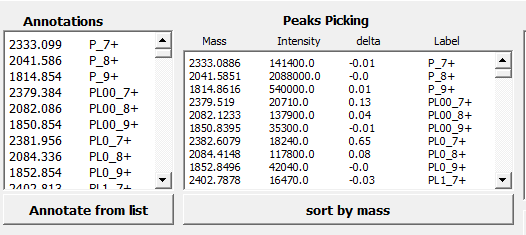 Annotations
2333.099 P_7+
2041.586 P_8+
1814.854 P_9+
2379.384 PL00_7+
2082.086 PL00_8+
1850.854 PL00_9+
2381.956 PL0_7+
2084.336 PL0_8+
1852.854 PL0_9+
2402.813 PL1_7+
Annotate from list
Peaks Picking
Mass Intensity delta Label
2333.0886 141400.0 -0.01 P_7+
2041.5851 2088000.0 -0.0 P_8+
1814.8616 540000.0 0.01 P_9+
2379.519 20710.0 0.13 PL00_7+
2082.1233 137900.0 0.04 PL00_8+
1850.8395 35300.0 -0.01 PL00_9+
2382.6079 18240.0 0.65 PL0_7+
2084.4148 117800.0 0.08 PL0_8+
1852.8496 42040.0 -0.0 PL0_9+
2402.7878 16470.0 -0.03 PL1_7+
sort by mass